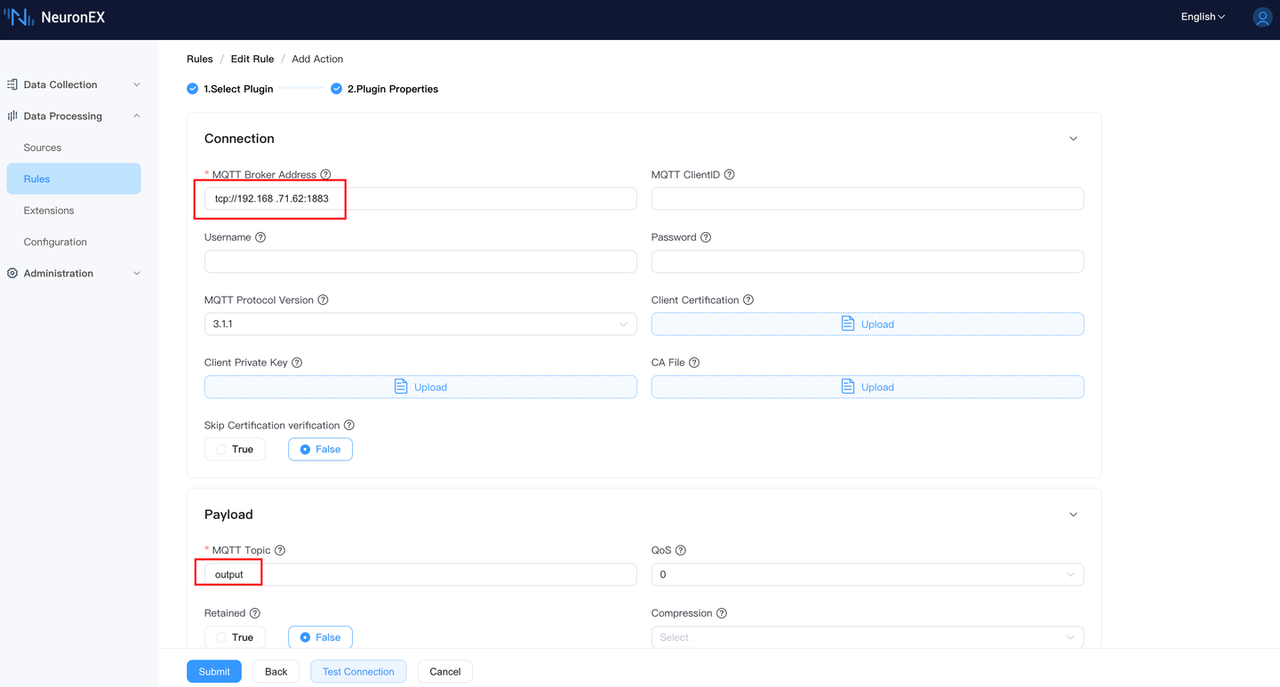 NeuronEX
English
Rules / Edit Rule / Add Action
1.Select Plugin 2.Plugin Properties
Data Collection
Data Processing
Sources
Rules
Extensions
Configuration
Administration
Connection
* MQTT Broker Address ?
tcp://192.168 .71.62:1883
MQTT ClientID ?
Username ?
Password ?
MQTT Protocol Version ?
3.1.1
Client Certification ?
Upload
Client Private Key ?
Upload
CA File ?
Upload
Skip Certification verification ?
True False
Payload
* MQTT Topic ?
output
QoS ?
0
Retained ?
True False
Compression ?
Select
Submit Back Test Connection Cancel